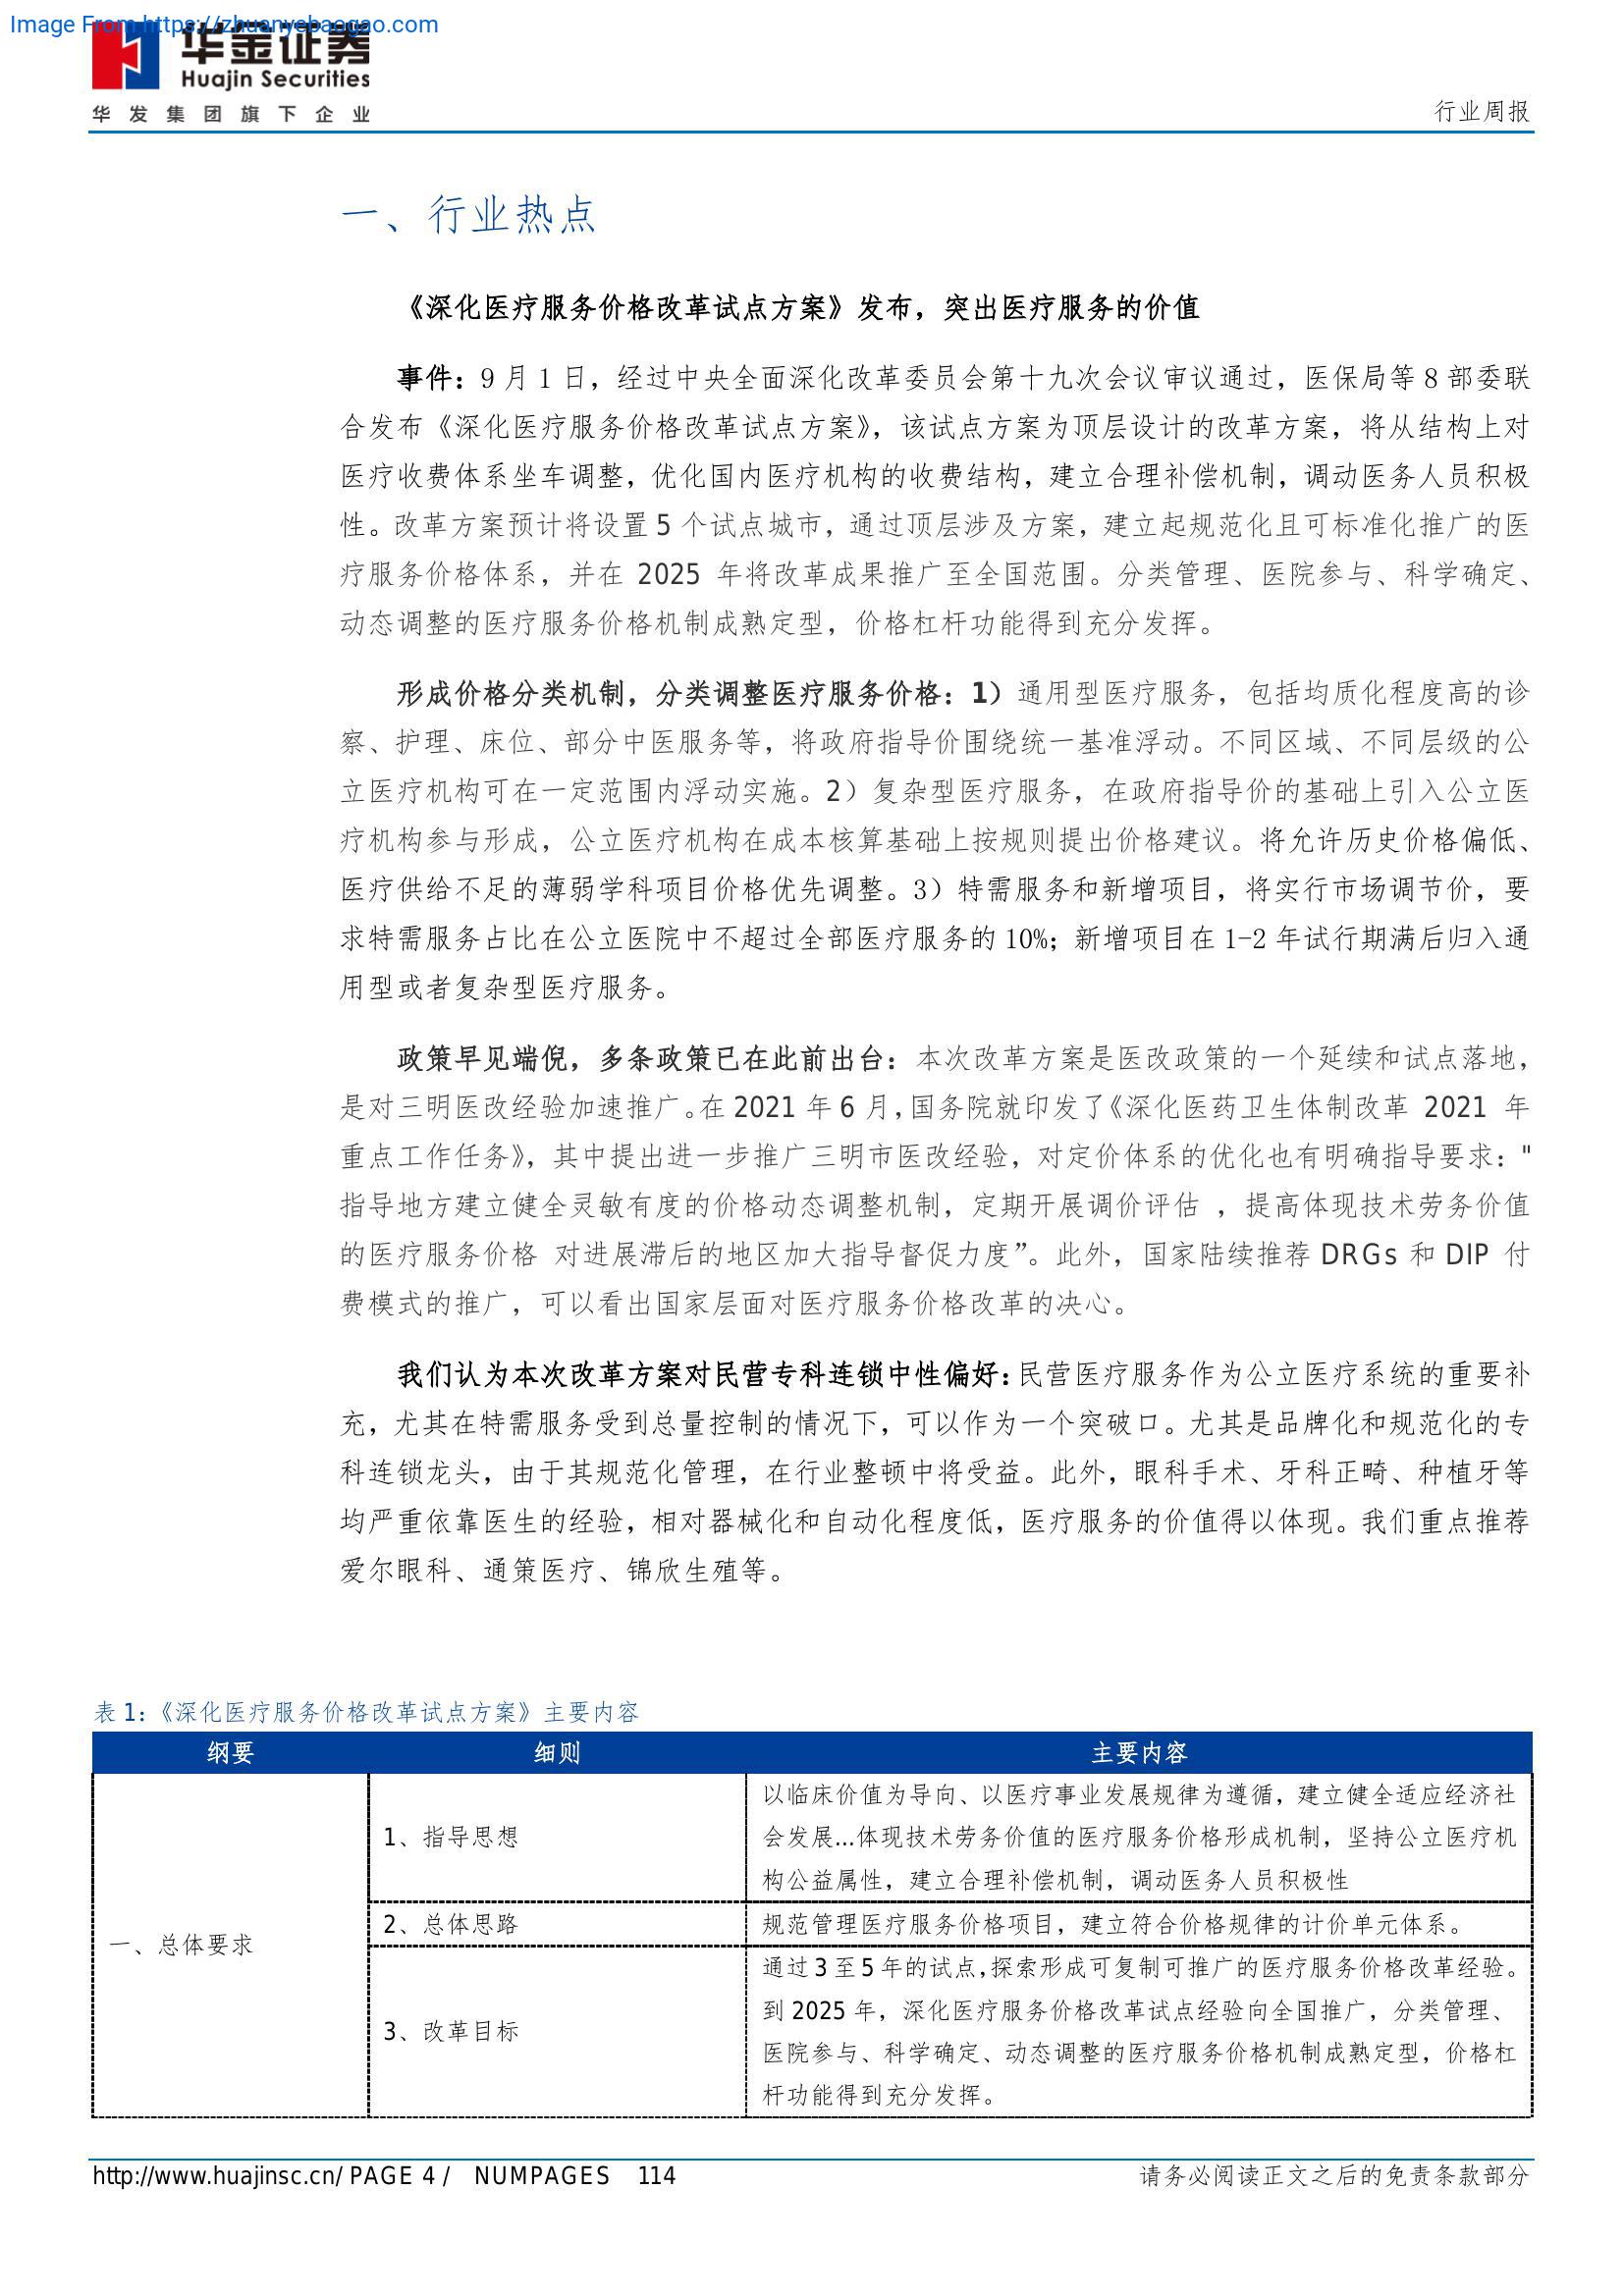 Image From https://zhuanyebaogao.com
华金证券
Huajin Securities
华发集团旗下企业
行业周报
一、行业热点
《深化医疗服务价格改革试点方案》发布，突出医疗服务的价值
事件：9 月 1 日，经过中央全面深化改革委员会第十九次会议审议通过，医保局等 8 部委联
合发布《深化医疗服务价格改革试点方案》，该试点方案为顶层设计的改革方案，将从结构上对
医疗收费体系坐车调整，优化国内医疗机构的收费结构，建立合理补偿机制，调动医务人员积极
性。改革方案预计将设置 5 个试点城市，通过顶层涉及方案，建立起规范化且可标准化推广的医
疗服务价格体系，并在 2025 年将改革成果推广至全国范围。分类管理、医院参与、科学确定、
动态调整的医疗服务价格机制成熟定型，价格杠杆功能得到充分发挥。
形成价格分类机制，分类调整医疗服务价格：1）通用型医疗服务，包括均质化程度高的诊
察、护理、床位、部分中医服务等，将政府指导价围绕统一基准浮动。不同区域、不同层级的公
立医疗机构可在一定范围内浮动实施。2）复杂型医疗服务，在政府指导价的基础上引入公立医
疗机构参与形成，公立医疗机构在成本核算基础上按规则提出价格建议。将允许历史价格偏低、
医疗供给不足的薄弱学科项目价格优先调整。3）特需服务和新增项目，将实行市场调节价，要
求特需服务占比在公立医院中不超过全部医疗服务的 10%；新增项目在 1-2 年试行期满后归入通
用型或者复杂型医疗服务。
政策早见端倪，多条政策已在此前出台：本次改革方案是医改政策的一个延续和试点落地，
是对三明医改经验加速推广。在 2021 年 6 月，国务院就印发了《深化医药卫生体制改革 2021 年
重点工作任务》，其中提出进一步推广三明市医改经验，对定价体系的优化也有明确指导要求："
指导地方建立健全灵敏有度的价格动态调整机制，定期开展调价评估 ，提高体现技术劳务价值
的医疗服务价格 对进展滞后的地区加大指导督促力度”。此外，国家陆续推荐 DRGs 和 DIP 付
费模式的推广，可以看出国家层面对医疗服务价格改革的决心。
我们认为本次改革方案对民营专科连锁中性偏好：民营医疗服务作为公立医疗系统的重要补
充，尤其在特需服务受到总量控制的情况下，可以作为一个突破口。尤其是品牌化和规范化的专
科连锁龙头，由于其规范化管理，在行业整顿中将受益。此外，眼科手术、牙科正畸、种植牙等
均严重依靠医生的经验，相对器械化和自动化程度低，医疗服务的价值得以体现。我们重点推荐
爱尔眼科、通策医疗、锦欣生殖等。
表 1：《深化医疗服务价格改革试点方案》主要内容
纲要 细则 主要内容
一、总体要求
1、指导思想
以临床价值为导向、以医疗事业发展规律为遵循，建立健全适应经济社
会发展…体现技术劳务价值的医疗服务价格形成机制，坚持公立医疗机
构公益属性，建立合理补偿机制，调动医务人员积极性
2、总体思路
规范管理医疗服务价格项目，建立符合价格规律的计价单元体系。
3、改革目标
通过 3 至 5 年的试点，探索形成可复制可推广的医疗服务价格改革经验。
到 2025 年，深化医疗服务价格改革试点经验向全国推广，分类管理、
医院参与、科学确定、动态调整的医疗服务价格机制成熟定型，价格杠
杆功能得到充分发挥。
http://www.huajinsc.cn/ PAGE 4 / NUMPAGES 114
请务必阅读正文之后的免责条款部分